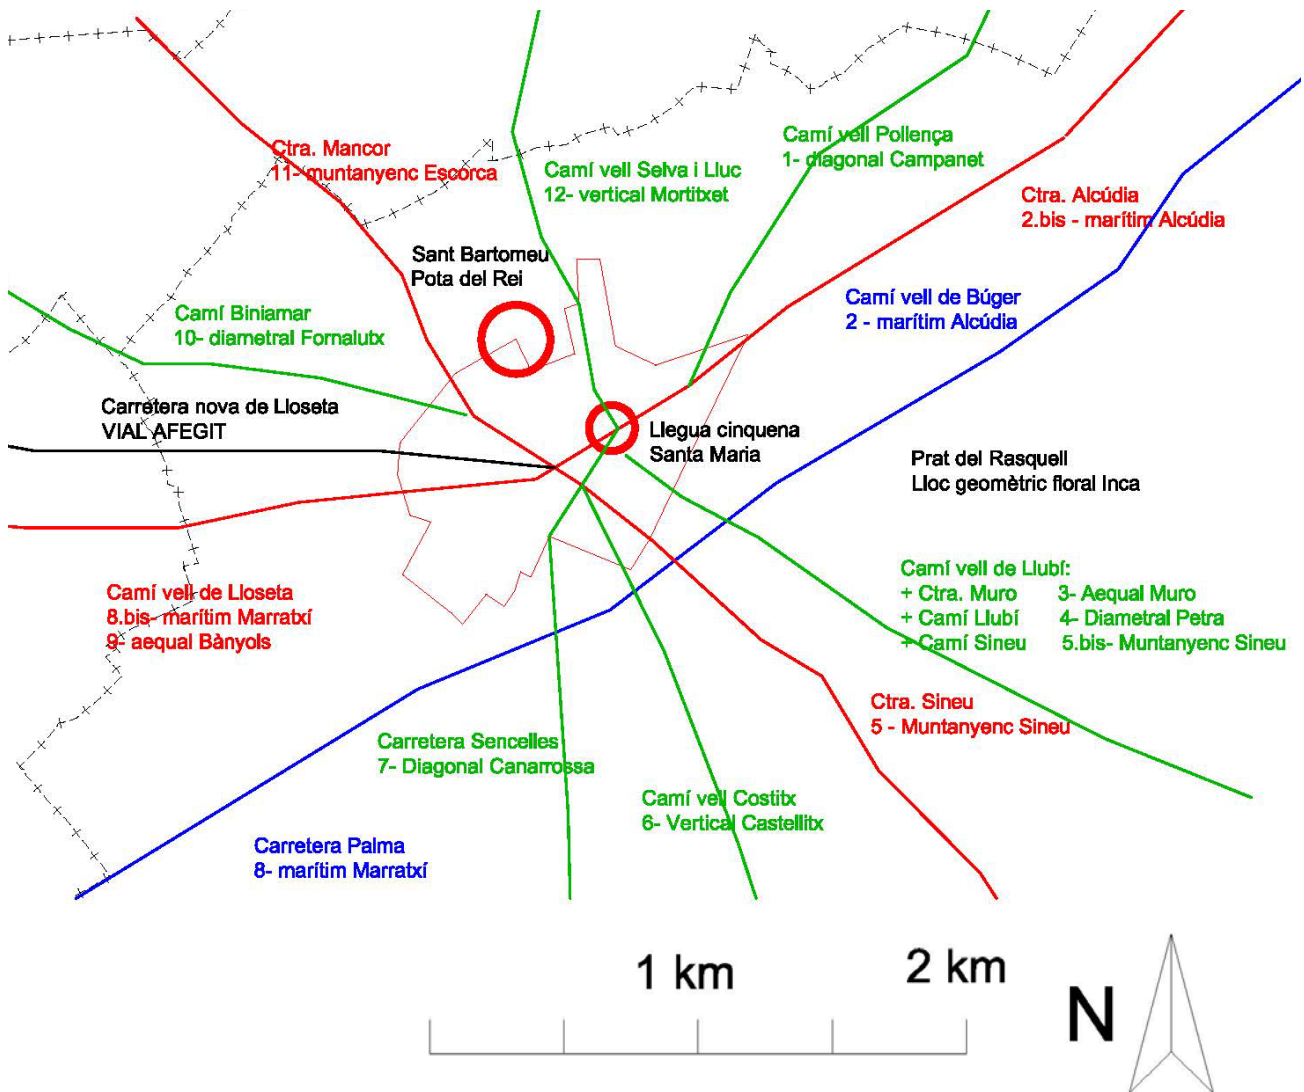 Ctra. Mancor
11- muntanyenc Escorca
Camí vell Selva i Lluc
12- vertical Mortitxet
Camí vell Pollença
1- diagonal Campanet
Ctra. Alcúdia
2.bis - marítim Alcúdia
Sant Bartomeu
Pota del Rei
Camí vell de Búger
2 - marítim Alcúdia
Camí Biniamar
10- diametral Fornalutx
Carretera nova de Lloseta
VIAL AFEGIT
Llegua cinquena
Santa Maria
Prat del Rasquell
Lloc geomètric floral Inca
Camí vell de Llubí:
+ Ctra. Muro 3- Aequal Muro
+ Camí Llubí 4- Diametral Petra
+ Camí Sineu 5.bis- Muntanyenc Sineu
Camí vell de Lloseta
8.bis- marítim Marratxí
9- aequal Bànyols
Ctra. Sineu
5 - Muntanyenc Sineu
Carretera Sencelles
7- Diagonal Canarrossa
Camí vell Costitx
6- Vertical Castellitx
Carretera Palma
8- marítim Marratxí
1 km 2 km
N